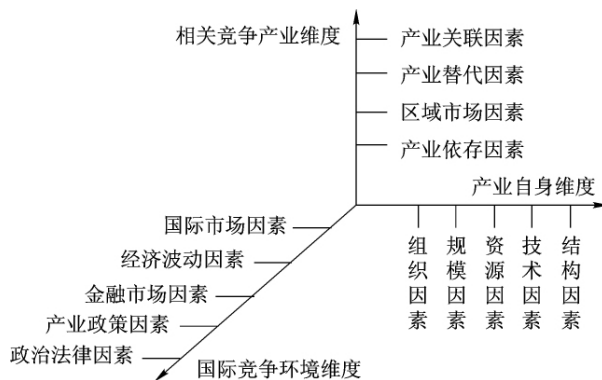 相关竞争产业维度
产业关联因素
产业替代因素
区域市场因素
产业依存因素
产业自身维度
组织因素
规模因素
资源因素
技术因素
结构因素
国际市场因素
经济波动因素
金融市场因素
产业政策因素
政治法律因素
国际竞争环境维度